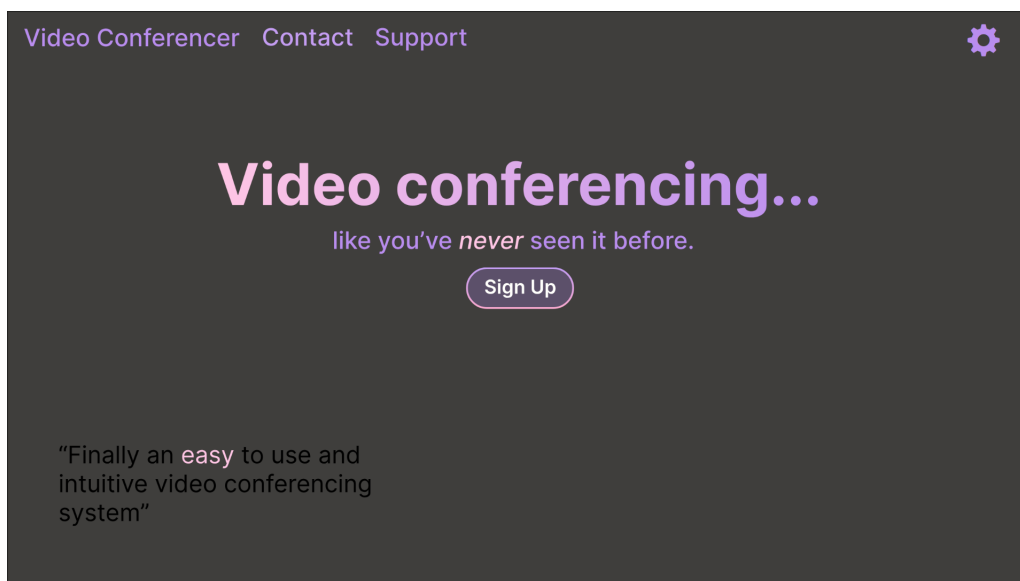 Video Conferencer Contact Support
Video conferencing...
like you’ve never seen it before.
Sign Up
“Finally an easy to use and
intuitive video conferencing
system”